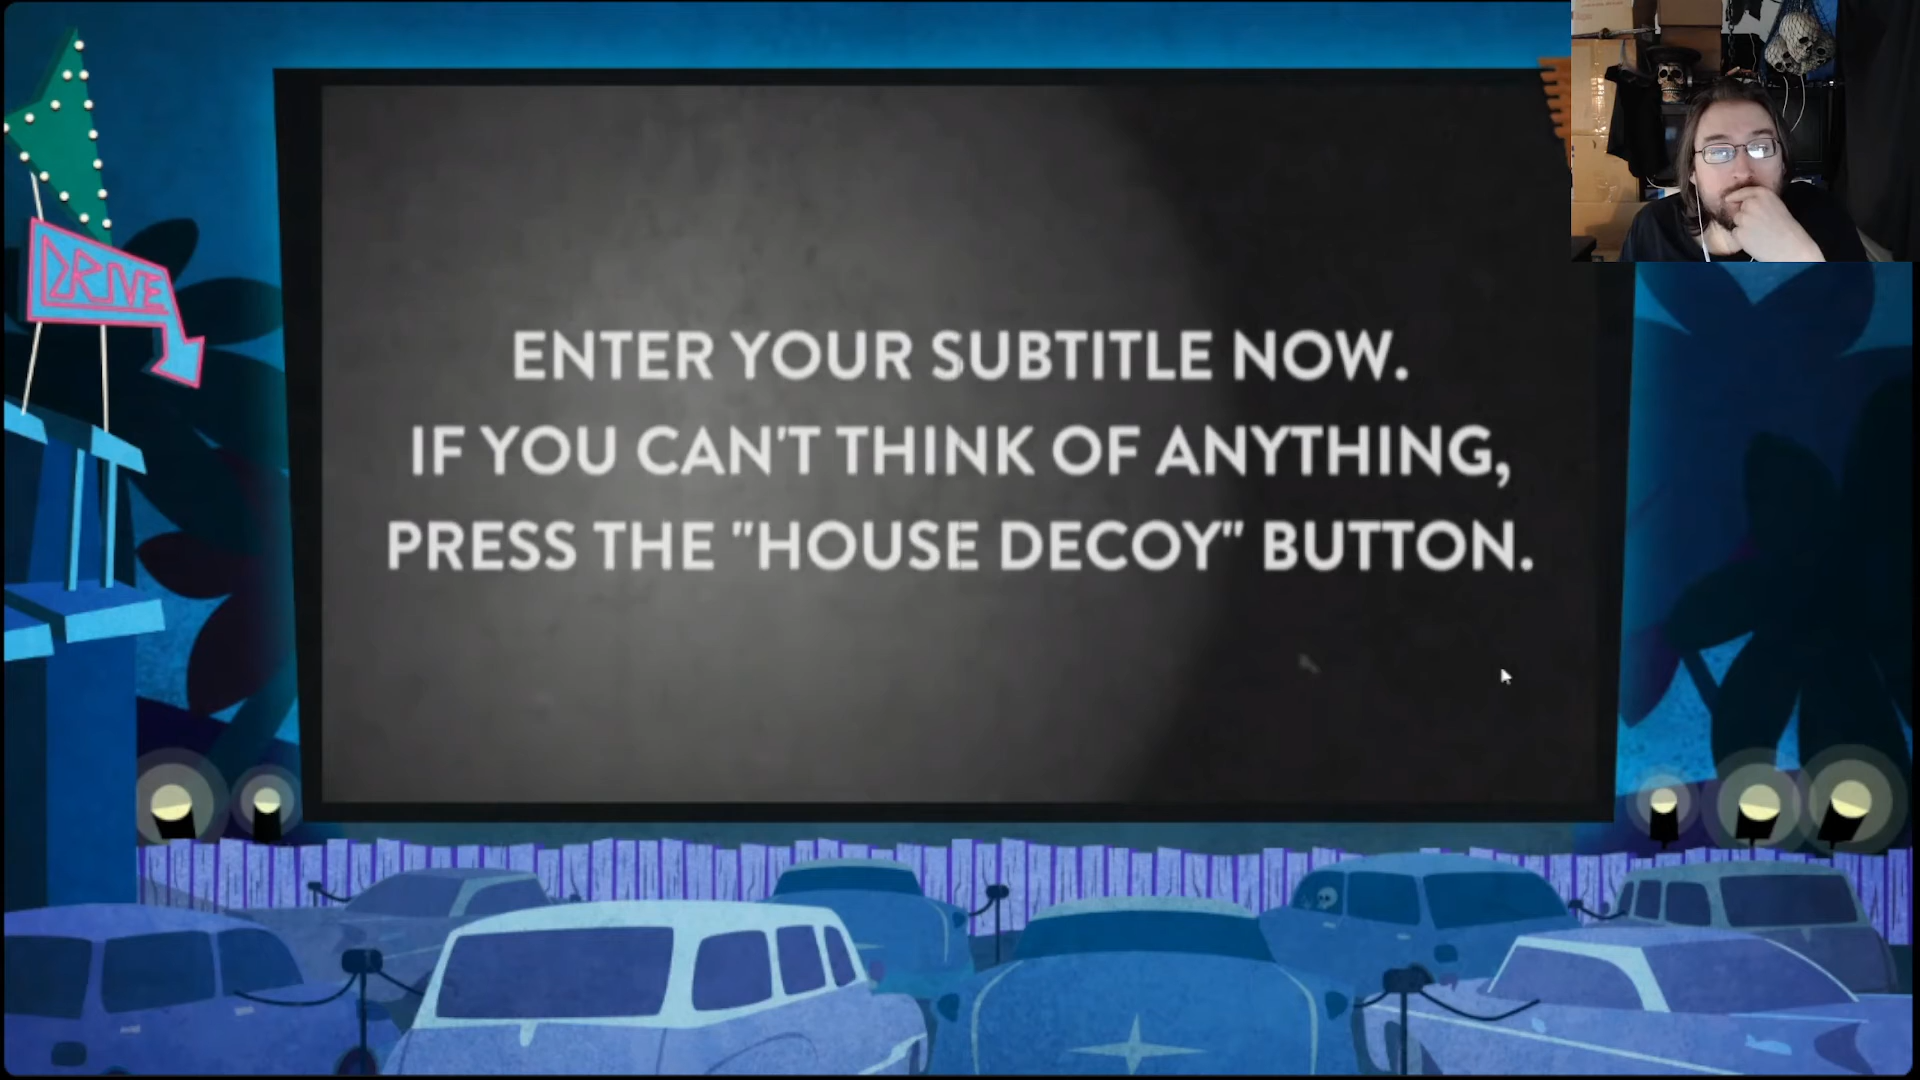 DRIVE
ENTER YOUR SUBTITLE NOW.
IF YOU CAN'T THINK OF ANYTHING,
PRESS THE "HOUSE DECOY" BUTTON.